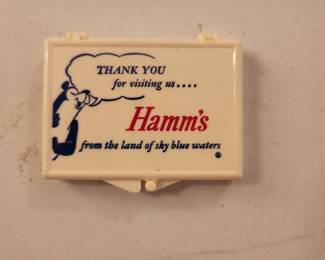 THANK YOU
for visiting us....
Hamm's
from the land of sky blue waters
®